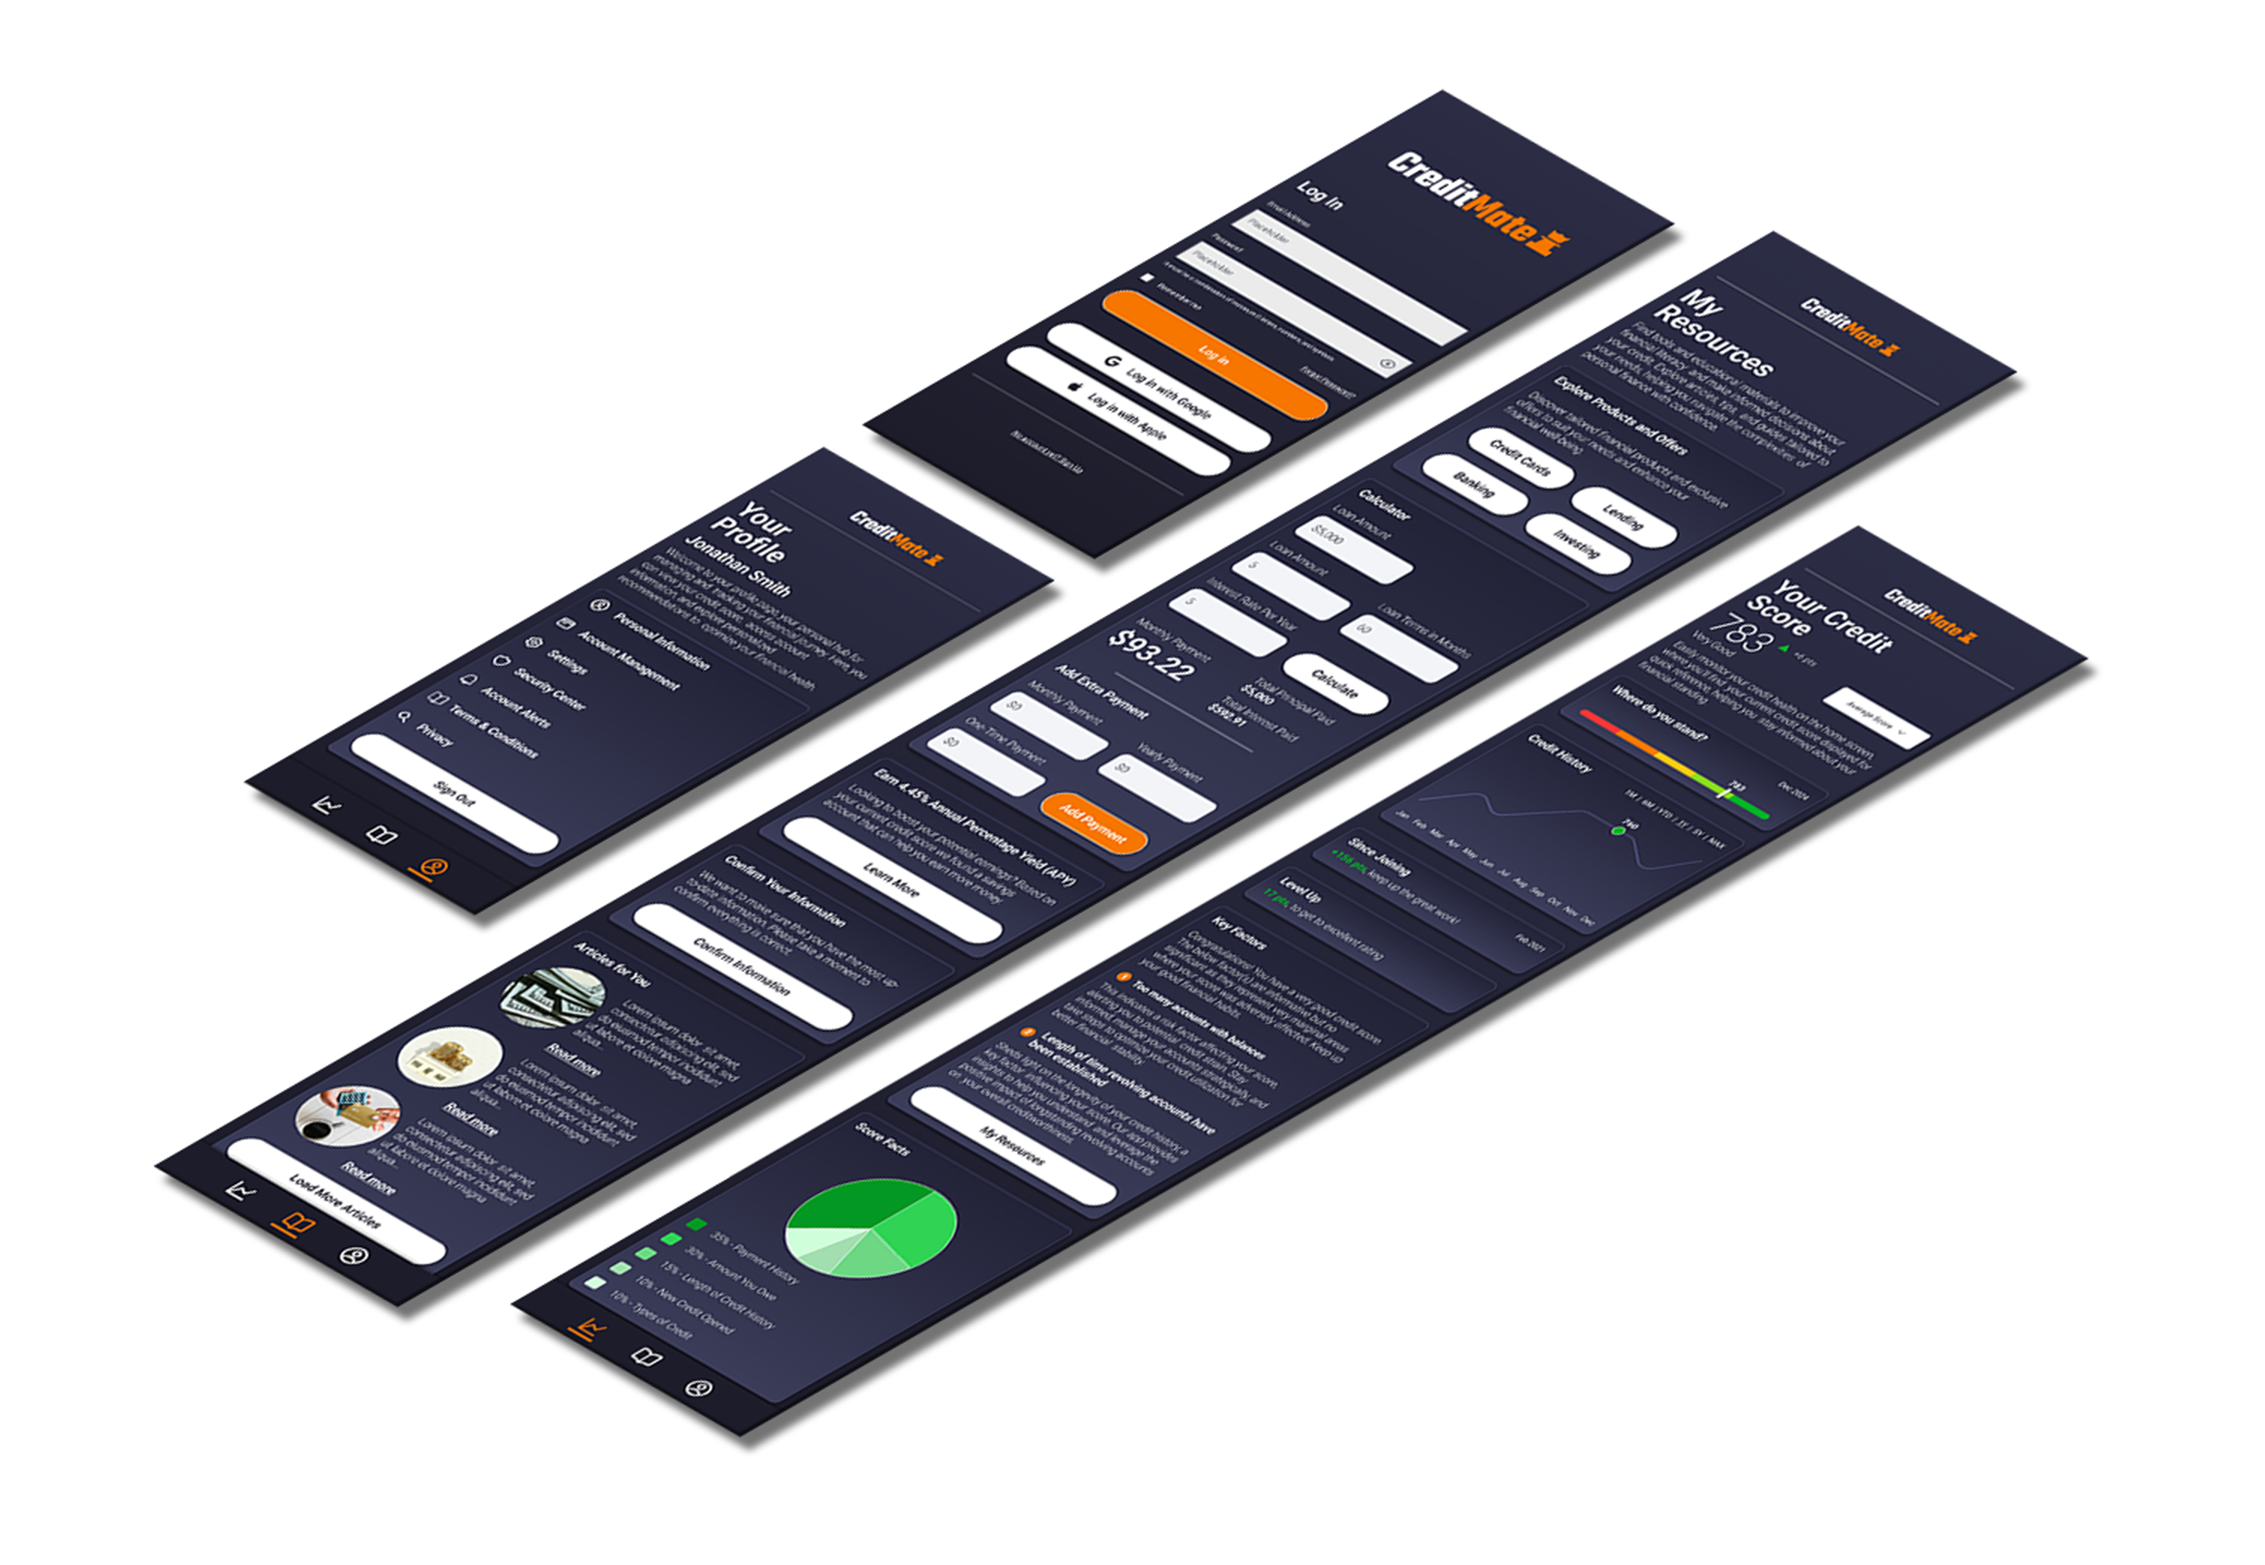 CreditMate
Log In
Email Address
Placeholder
Password
Placeholder
Remember me
Forgot Password?
Log in
Log in with Google
Log in with Apple
CreditMate
Your
Profile
Jonathan Smith
Welcome to your profile page, your personal hub for
managing and tracking your financial journey. Here, you
can view your credit score, access account
information, and explore personalized
recommendations to optimize your financial health.
Personal Information
Account Management
Settings
Security Center
Account Alerts
Terms & Conditions
Privacy
Sign Out
CreditMate
My
Resources
Find tools and educational materials to improve your
financial literacy and make informed decisions about
your credit. Explore articles, tips, and guides tailored to
your needs, helping you navigate the complexities of
personal finance with confidence.
Explore Products and Offers
Discover tailored financial products and exclusive
offers to suit your needs and enhance your
financial well-being.
Credit Cards
Lending
Banking
Investing
Calculator
Loan Amount
$5,000
Loan Amount
5
Loan Terms in Months
60
Interest Rate Per Year
5
Calculate
Monthly Payment
$93.22
Total Principal Paid
$5,000
Total Interest Paid
$592.91
Add Extra Payment
Monthly Payment
$0
Yearly Payment
$0
One-Time Payment
$0
Add Payment
Earn 4.45% Annual Percentage Yield (APY)
Looking to boost your potential earnings? Based on
your current credit score we found a savings
account that can help you earn more money.
Learn More
Confirm Your Information
We want to make sure that you have the most up-
to-date information. Please take a moment to
confirm everything is correct.
Confirm Information
Articles for You
Lorem ipsum dolor sit amet,
consectetur adipiscing elit, sed
do eiusmod tempor incididunt
ut labore et dolore magna
aliqua...
Read more
Lorem ipsum dolor sit amet,
consectetur adipiscing elit, sed
do eiusmod tempor incididunt
ut labore et dolore magna
aliqua...
Read more
Lorem ipsum dolor sit amet,
consectetur adipiscing elit, sed
do eiusmod tempor incididunt
ut labore et dolore magna
aliqua...
Read more
Load More Articles
CreditMate
Your Credit
Score
783
+6 pts
Very Good
Average Score
Easily monitor your credit health on the home screen,
where you'll find your current credit score displayed for
quick reference, helping you stay informed about your
financial standing.
Where do you stand?
Dec 2024
783
Credit History
1M | 6M | YTD | 1Y | 5Y | MAX
790
Jan Feb Mar Apr May Jun Jul Aug Sep Oct Nov Dec
Since Joining
Feb 2021
+156 pts, keep up the great work!
Level Up
17 pts, to get to excellent rating
Key Factors
Congratulations! You have a very good credit score.
The below factor(s) are informative but no
significant as they represent very marginal areas
where your score was adversely affected. Keep up
your good financial habits.
Too many accounts with balances
This indicates a risk factor affecting your score,
alerting you to potential credit strain. Stay
informed, manage your accounts strategically, and
take steps to optimize your credit utilization for
better financial stability.
Length of time revolving accounts have
been established
Sheds light on the longevity of your credit history, a
key factor influencing your score. Our app provides
insights to help you understand and leverage the
positive impact of longstanding revolving accounts
on your overall creditworthiness.
My Resources
Score Facts
35% - Payment History
30% - Amount You Owe
15% - Length of Credit History
10% - New Credit Opened
10% - Types of Credit